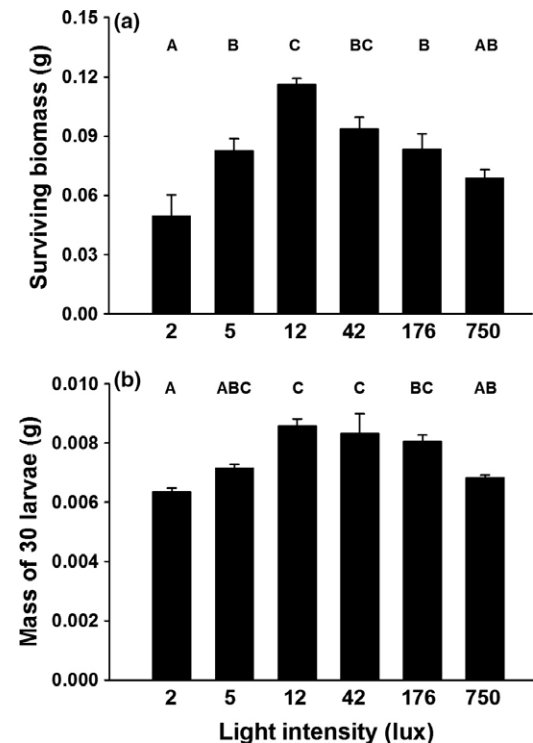 (a)
Surviving biomass (g)
0.15
0.12
0.09
0.06
0.03
0.00
A B C BC B AB
2 5 12 42 176 750
(b)
Mass of 30 larvae (g)
0.010
0.008
0.006
0.004
0.002
0.000
A ABC C C BC AB
2 5 12 42 176 750
Light intensity (lux)